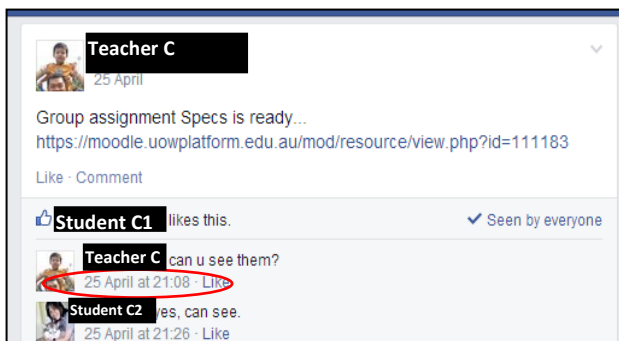 Teacher C
25 April
Group assignment Specs is ready...
https://moodle.uowplatform.edu.au/mod/resource/view.php?id=111183
Like · Comment
Student C1 likes this. Seen by everyone
Teacher C can u see them?
25 April at 21:08 · Like
Student C2 yes, can see.
25 April at 21:26 · Like